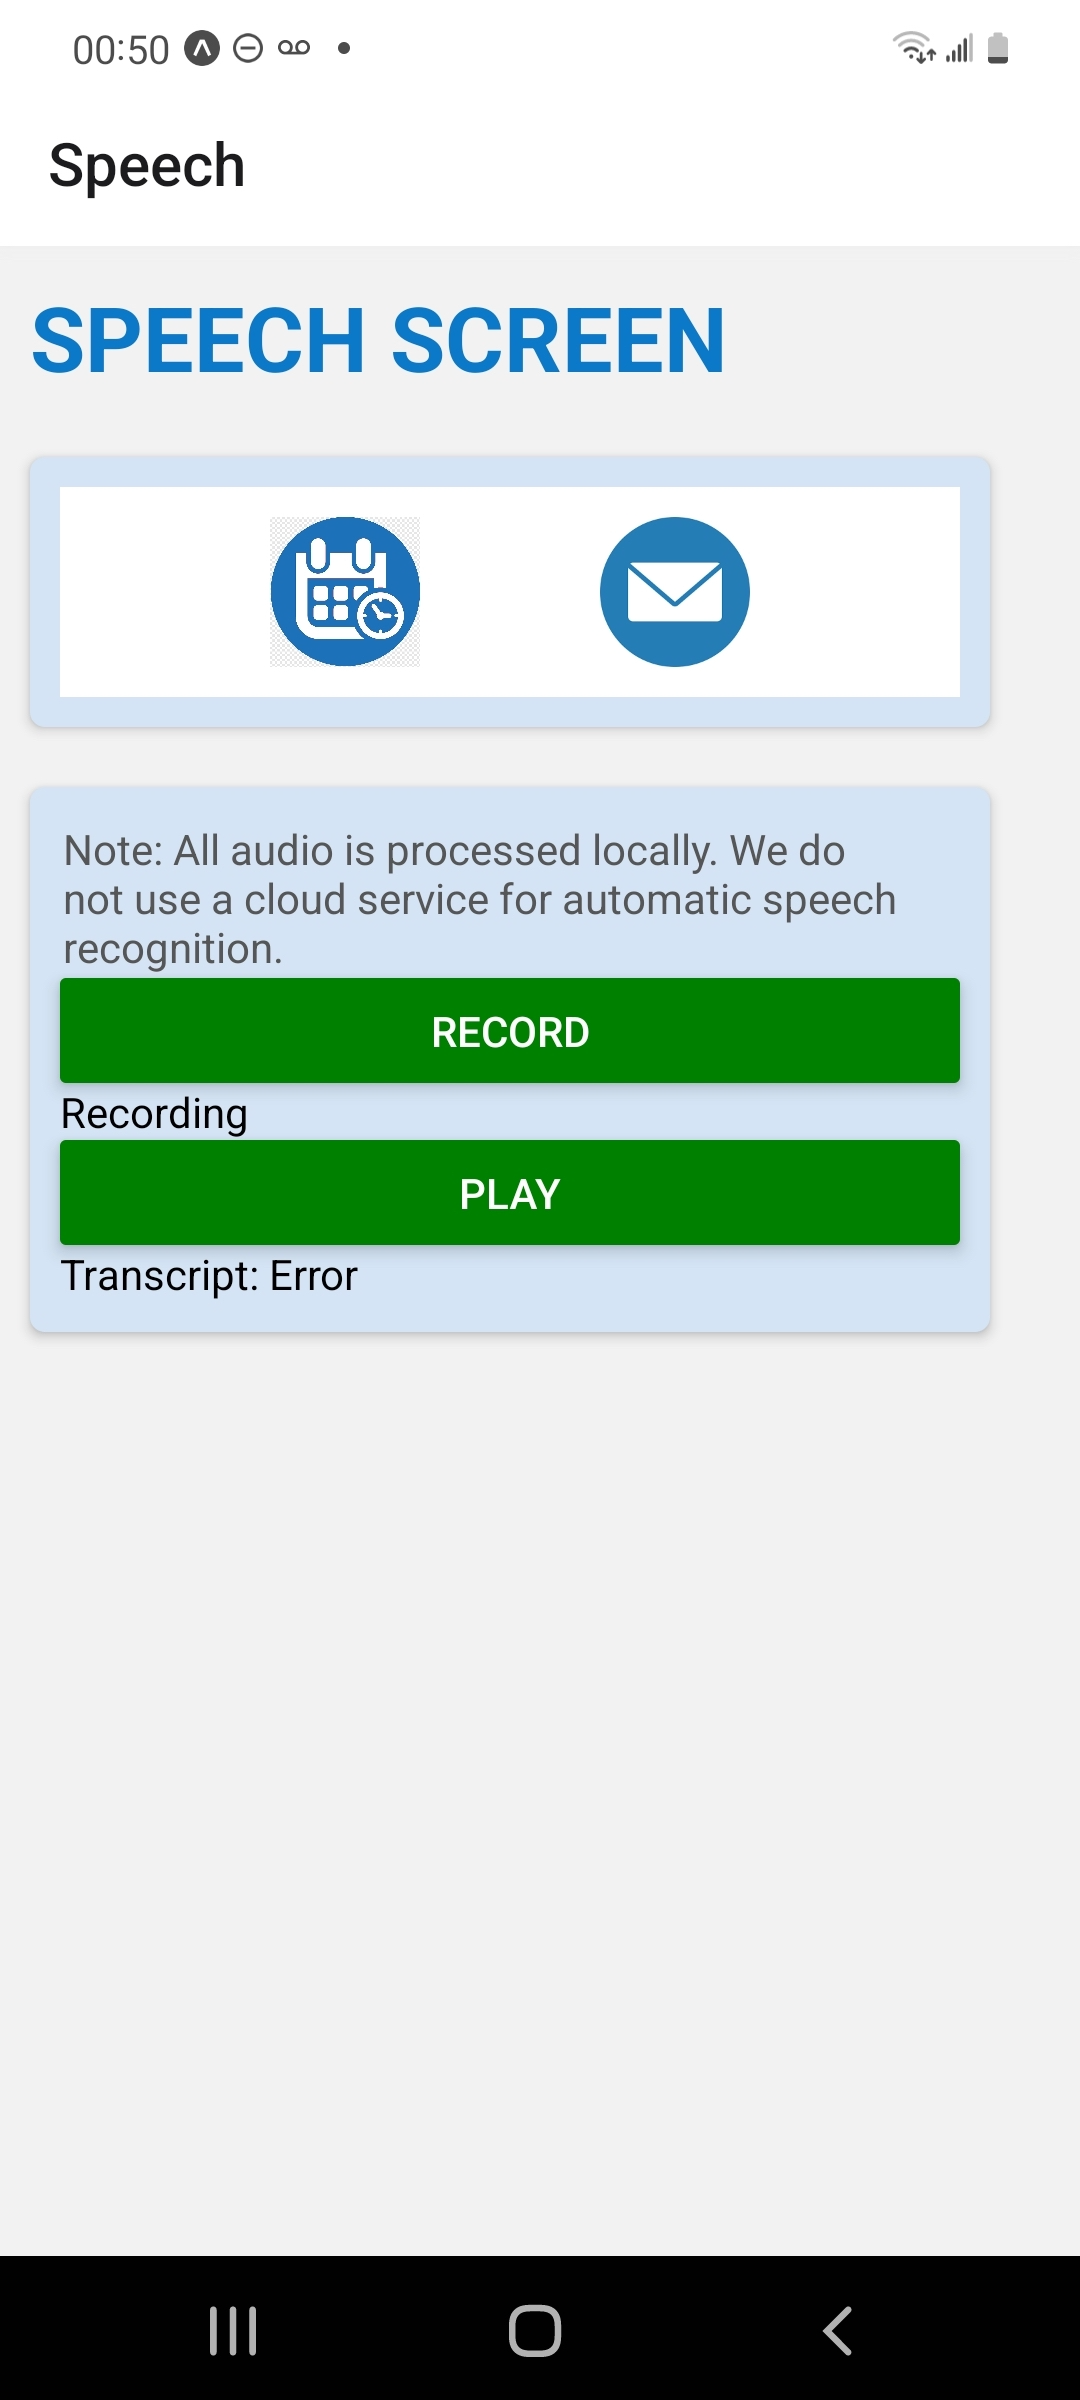 00:50
Speech
SPEECH SCREEN
Note: All audio is processed locally. We do
not use a cloud service for automatic speech
recognition.
RECORD
Recording
PLAY
Transcript: Error